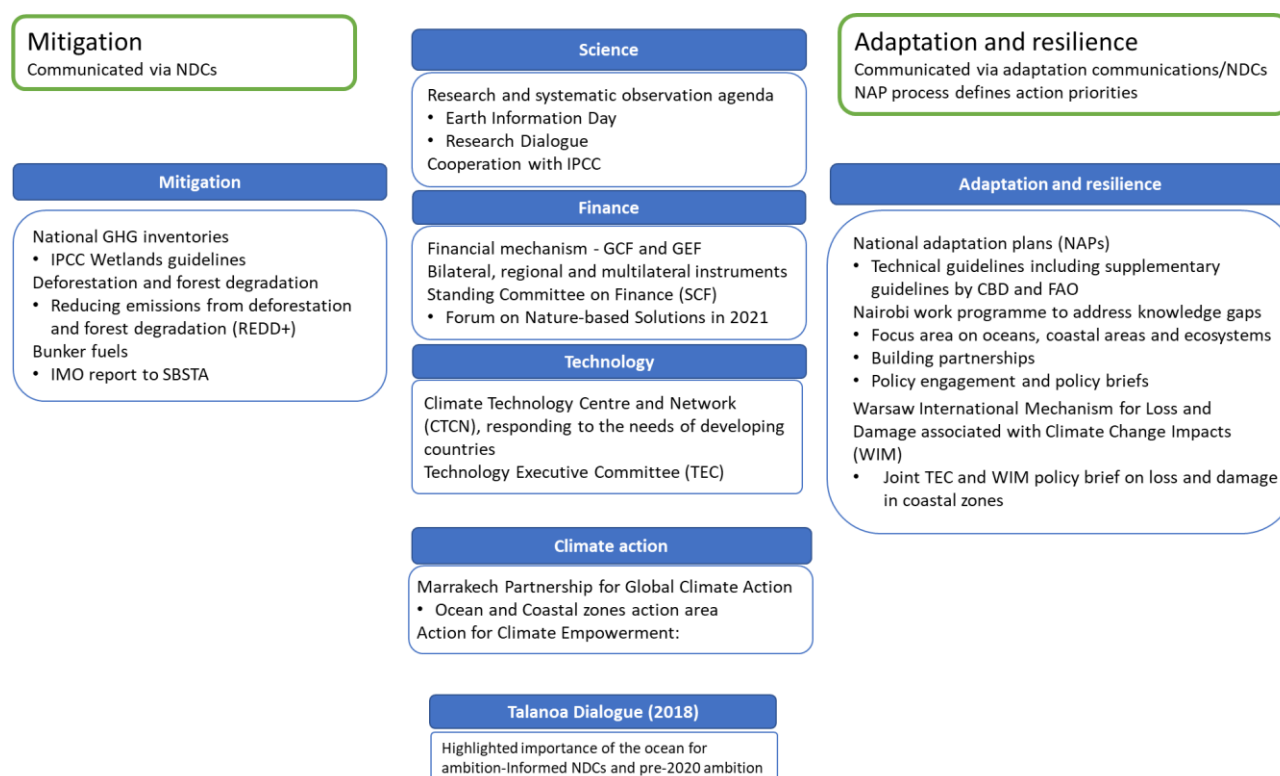 Mitigation
Communicated via NDCs
Mitigation
National GHG inventories
• IPCC Wetlands guidelines
Deforestation and forest degradation
• Reducing emissions from deforestation
and forest degradation (REDD+)
Bunker fuels
• IMO report to SBSTA
Science
Research and systematic observation agenda
• Earth Information Day
• Research Dialogue
Cooperation with IPCC
Finance
Financial mechanism - GCF and GEF
Bilateral, regional and multilateral instruments
Standing Committee on Finance (SCF)
• Forum on Nature-based Solutions in 2021
Technology
Climate Technology Centre and Network
(CTCN), responding to the needs of developing
countries
Technology Executive Committee (TEC)
Climate action
Marrakech Partnership for Global Climate Action
• Ocean and Coastal zones action area
Action for Climate Empowerment:
Talanoa Dialogue (2018)
Highlighted importance of the ocean for
ambition-Informed NDCs and pre-2020 ambition
Adaptation and resilience
Communicated via adaptation communications/NDCs
NAP process defines action priorities
Adaptation and resilience
National adaptation plans (NAPs)
• Technical guidelines including supplementary
guidelines by CBD and FAO
Nairobi work programme to address knowledge gaps
• Focus area on oceans, coastal areas and ecosystems
• Building partnerships
• Policy engagement and policy briefs
Warsaw International Mechanism for Loss and
Damage associated with Climate Change Impacts
(WIM)
• Joint TEC and WIM policy brief on loss and damage
in coastal zones